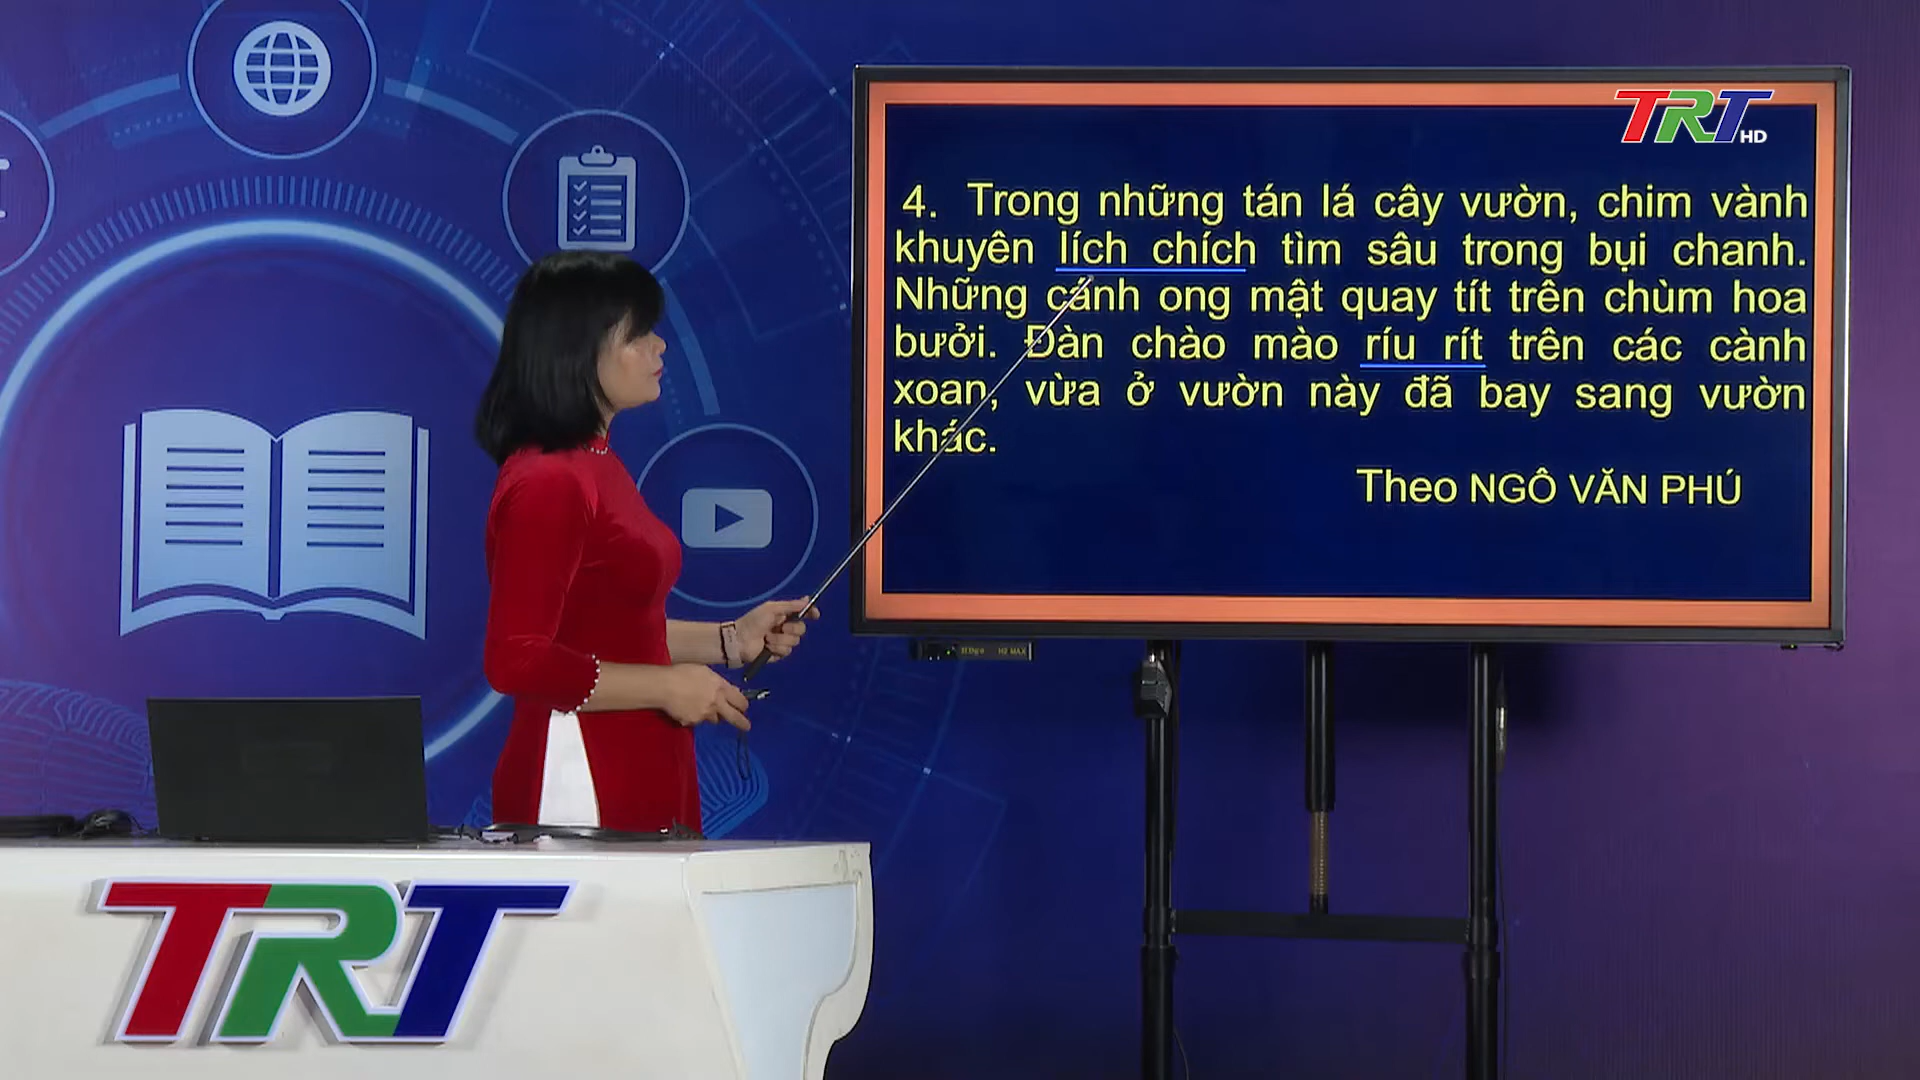 TRT HD
4. Trong những tán lá cây vườn, chim vành
khuyên lích chích tìm sâu trong bụi chanh.
Những cánh ong mật quay tít trên chùm hoa
bưởi. Đàn chào mào ríu rít trên các cành
xoan, vừa ở vườn này đã bay sang vườn
khác.
Theo NGÔ VĂN PHÚ
H2 MAX
TRT